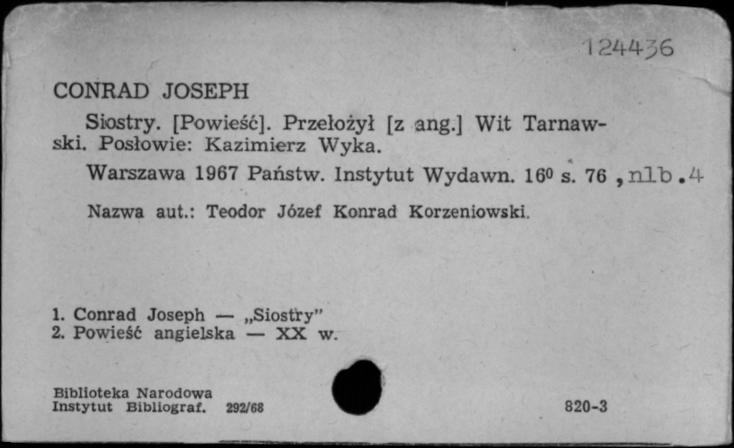 124436
CONRAD JOSEPH
Siostry. [Powieść]. Przełożył [z ang.] Wit Tarnaw-
ski. Posłowie: Kazimierz Wyka.
Warszawa 1967 Państw. Instytut Wydawn. 16⁰ s. 76 , nlb . 4
Nazwa aut.: Teodor Józef Konrad Korzeniowski.
1. Conrad Joseph — „Siostry”
2. Powieść angielska — XX w.
Biblioteka Narodowa
Instytut Bibliograf. 292/68 820-3